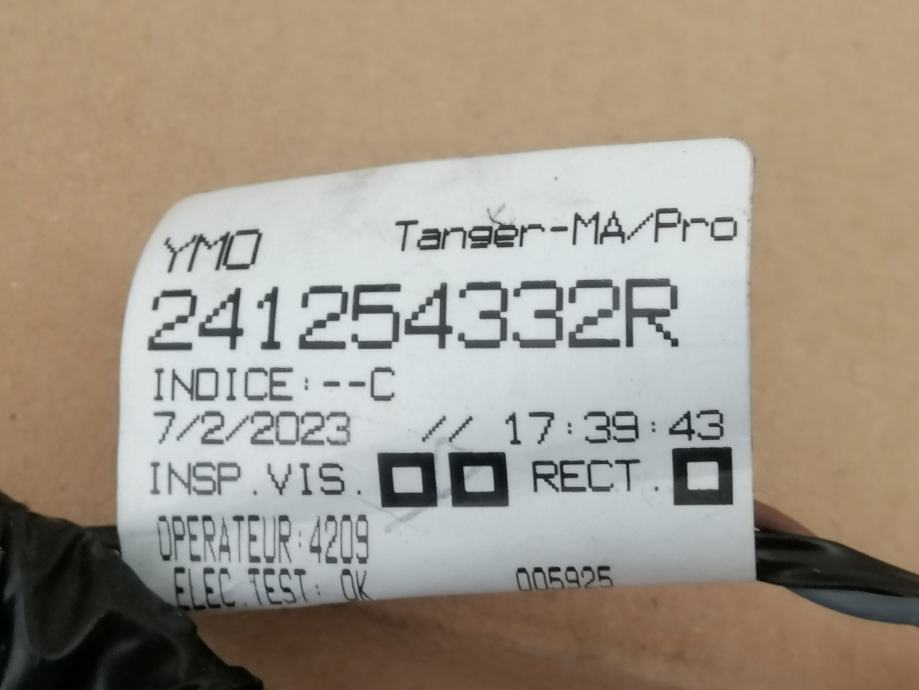 YMO Tanger-MA/Pro
241254332R
INDICE:--C
7/2/2023 // 17:39:43
INSP.VIS. RECT.
OPERATEUR:4209
ELEC.TEST: OK 005925